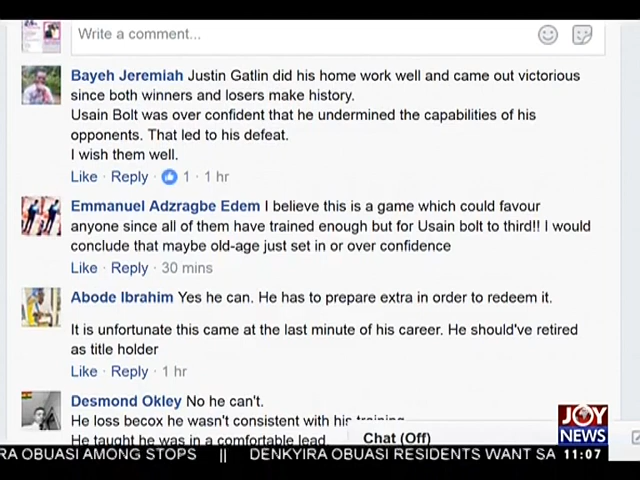 Write a comment...
Bayeh Jeremiah Justin Gatlin did his home work well and came out victorious
since both winners and losers make history.
Usain Bolt was over confident that he undermined the capabilities of his
opponents. That led to his defeat.
I wish them well.
Like · Reply · 1 · 1 hr
Emmanuel Adzragbe Edem I believe this is a game which could favour
anyone since all of them have trained enough but for Usain bolt to third!! I would
conclude that maybe old-age just set in or over confidence
Like · Reply · 30 mins
Abode Ibrahim Yes he can. He has to prepare extra in order to redeem it.
It is unfortunate this came at the last minute of his career. He should've retired
as title holder
Like · Reply · 1 hr
Desmond Okley No he can't.
He loss becox he wasn't consistent with his training
He taught he was in a comfortable lead.
Chat (Off)
JOY
NEWS
RA OBUASI AMONG STOPS || DENKYIRA OBUASI RESIDENTS WANT SA 11:07